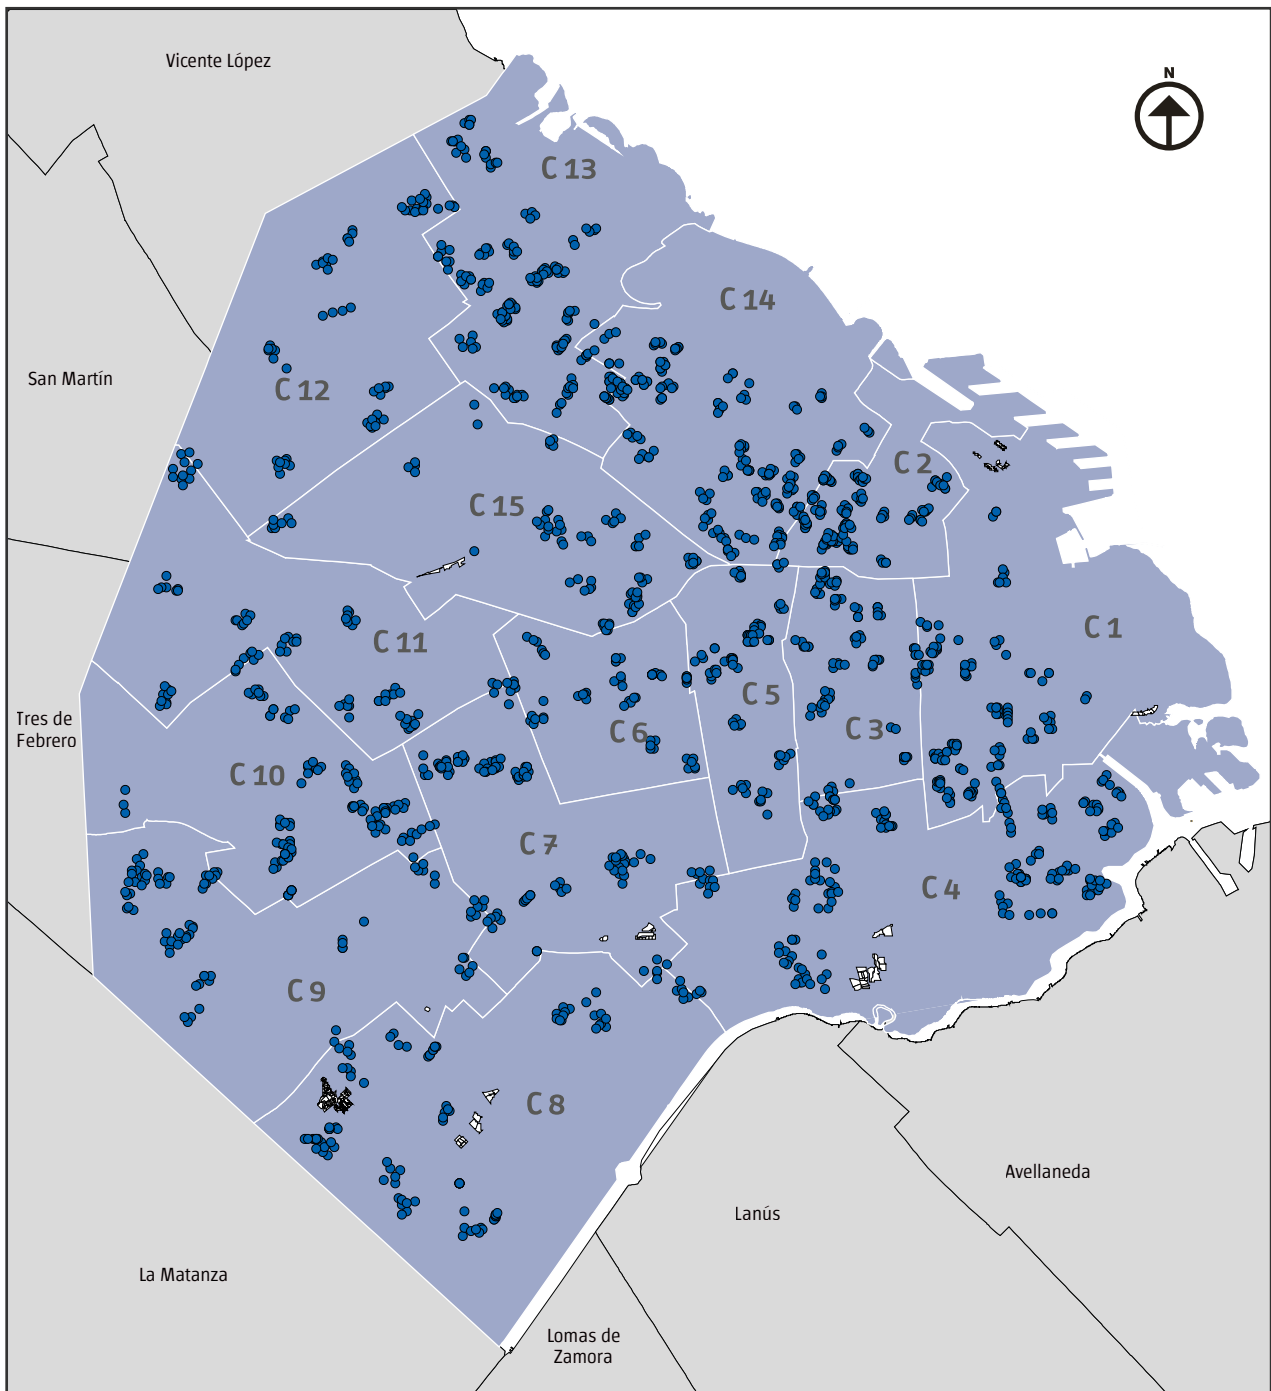 Vicente López
N
C 13
C 14
San Martín
C 12
C 2
C 15
C 1
C 11
C 5
Tres de
Febrero
C 6
C 3
C 10
C 7
C 4
C 9
C 8
Avellaneda
Lanús
La Matanza
Lomas de
Zamora